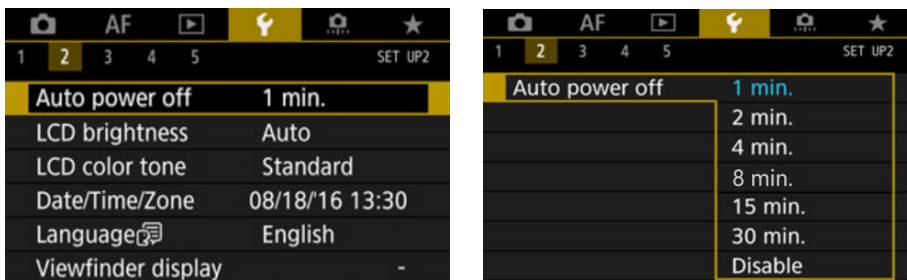 AF
1 2 3 4 5 SET UP2
Auto power off 1 min.
LCD brightness Auto
LCD color tone Standard
Date/Time/Zone 08/18/'16 13:30
Language English
Viewfinder display -
AF
1 2 3 4 5 SET UP2
Auto power off 1 min.
2 min.
4 min.
8 min.
15 min.
30 min.
Disable